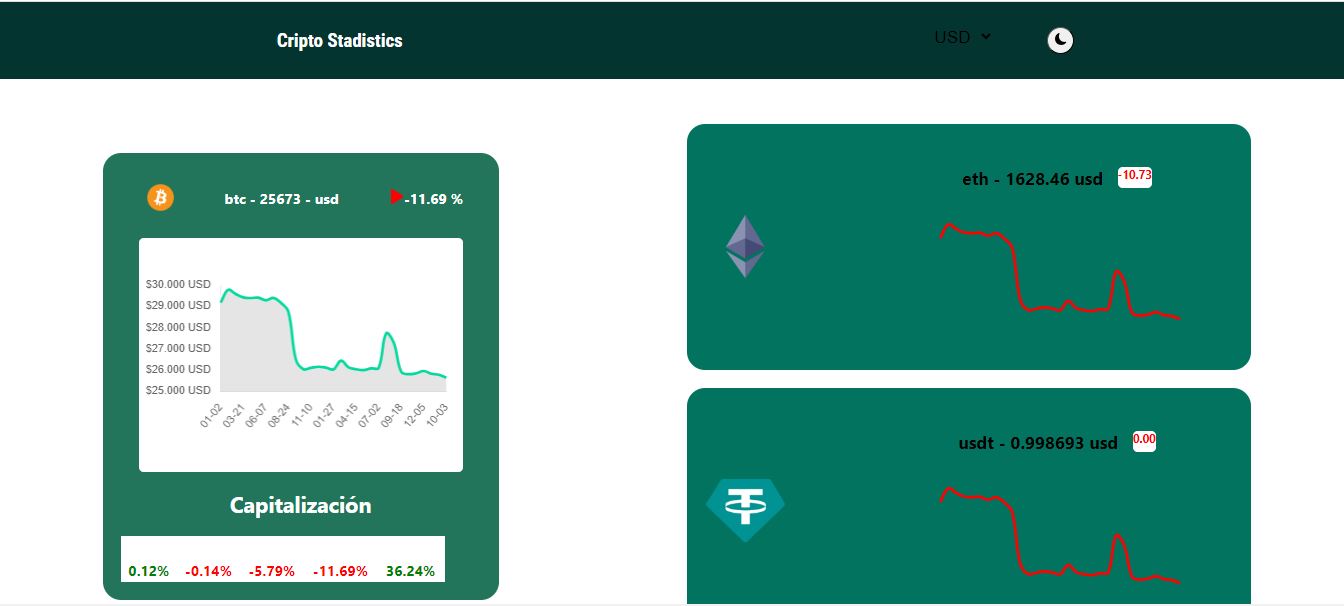 Cripto Stadistics
USD
btc - 25673 - usd
-11.69 %
$30.000 USD
$29.000 USD
$28.000 USD
$27.000 USD
$26.000 USD
$25.000 USD
01-02 03-21 06-07 08-24 11-10 01-27 04-15 07-02 09-18 12-05 10-03
Capitalización
0.12% -0.14% -5.79% -11.69% 36.24%
eth - 1628.46 usd -10.73
usdt - 0.998693 usd 0.00